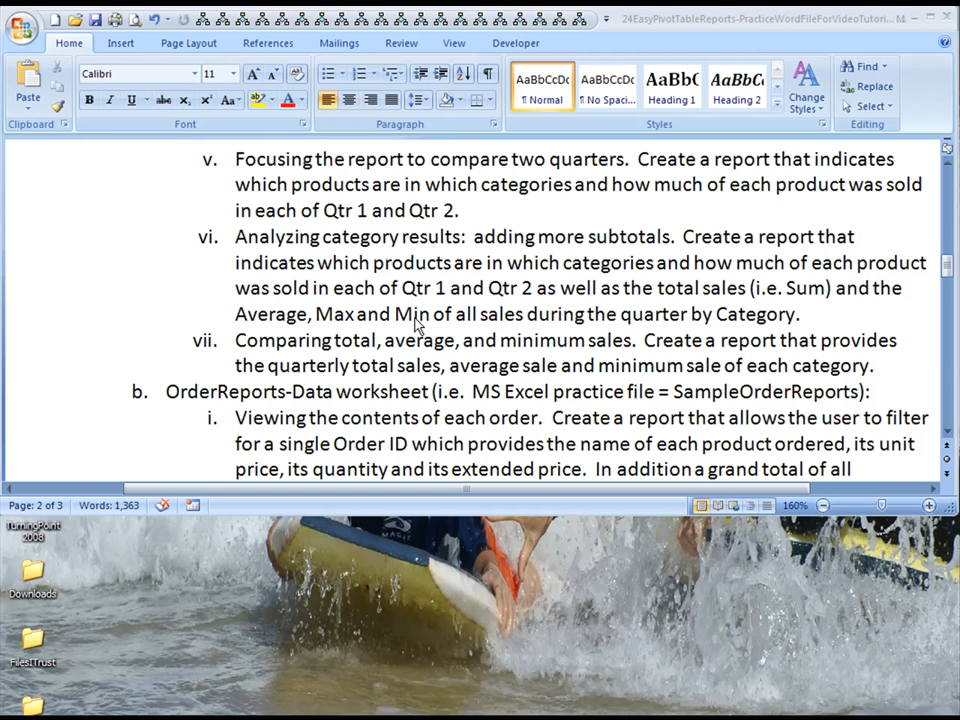 24EasyPivotTableReports-PracticeWordFileForVideoTutori... M
Home Insert Page Layout References Mailings Review View Developer
Calibri 11
Paste
B I U abe X₂ X² Aa
AaBbCcDc AaBbCcDc AaBbC AaBbCc
¶ Normal ¶ No Spaci... Heading 1 Heading 2
Change Styles
Find
Replace
Select
Clipboard Font Paragraph Styles Editing
v. Focusing the report to compare two quarters. Create a report that indicates
which products are in which categories and how much of each product was sold
in each of Qtr 1 and Qtr 2.
vi. Analyzing category results: adding more subtotals. Create a report that
indicates which products are in which categories and how much of each product
was sold in each of Qtr 1 and Qtr 2 as well as the total sales (i.e. Sum) and the
Average, Max and Min of all sales during the quarter by Category.
vii. Comparing total, average, and minimum sales. Create a report that provides
the quarterly total sales, average sale and minimum sale of each category.
b. OrderReports-Data worksheet (i.e. MS Excel practice file = SampleOrderReports):
i. Viewing the contents of each order. Create a report that allows the user to filter
for a single Order ID which provides the name of each product ordered, its unit
price, its quantity and its extended price. In addition a grand total of all
Page: 2 of 3 Words: 1,363 160%
TurningPoint
2008
MAGIC
Downloads
FilesITrust